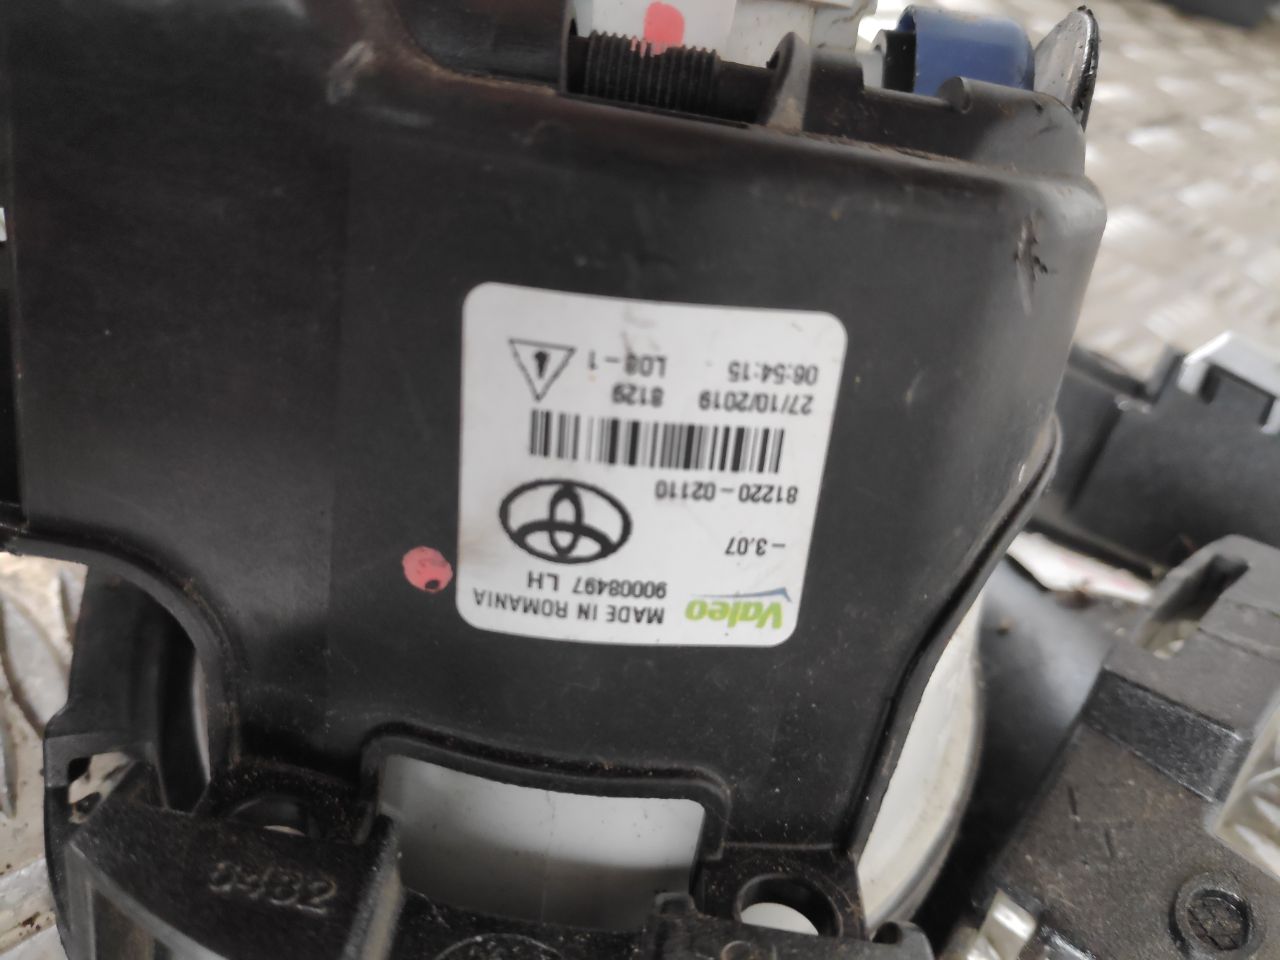 Valeo MADE IN ROMANIA
90008497 LH
-3.07
81220-02110
27/10/2019 8129
06:54:15 L08-1
0432